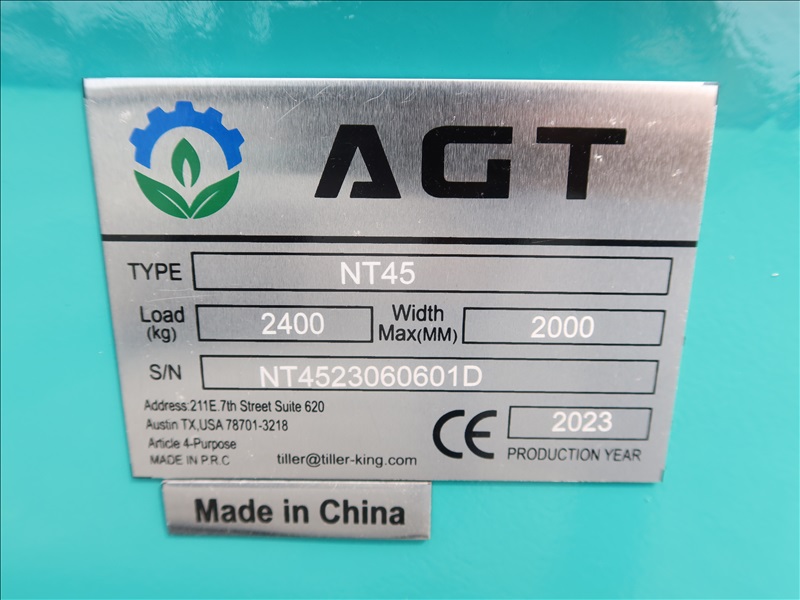 AGT
TYPE NT45
Load (kg) 2400 Width Max(MM) 2000
S/N NT4523060601D
Address:211E.7th Street Suite 620
Austin TX,USA 78701-3218
Article 4-Purpose
MADE IN P.R.C tiller@tiller-king.com
CE 2023
PRODUCTION YEAR
Made in China